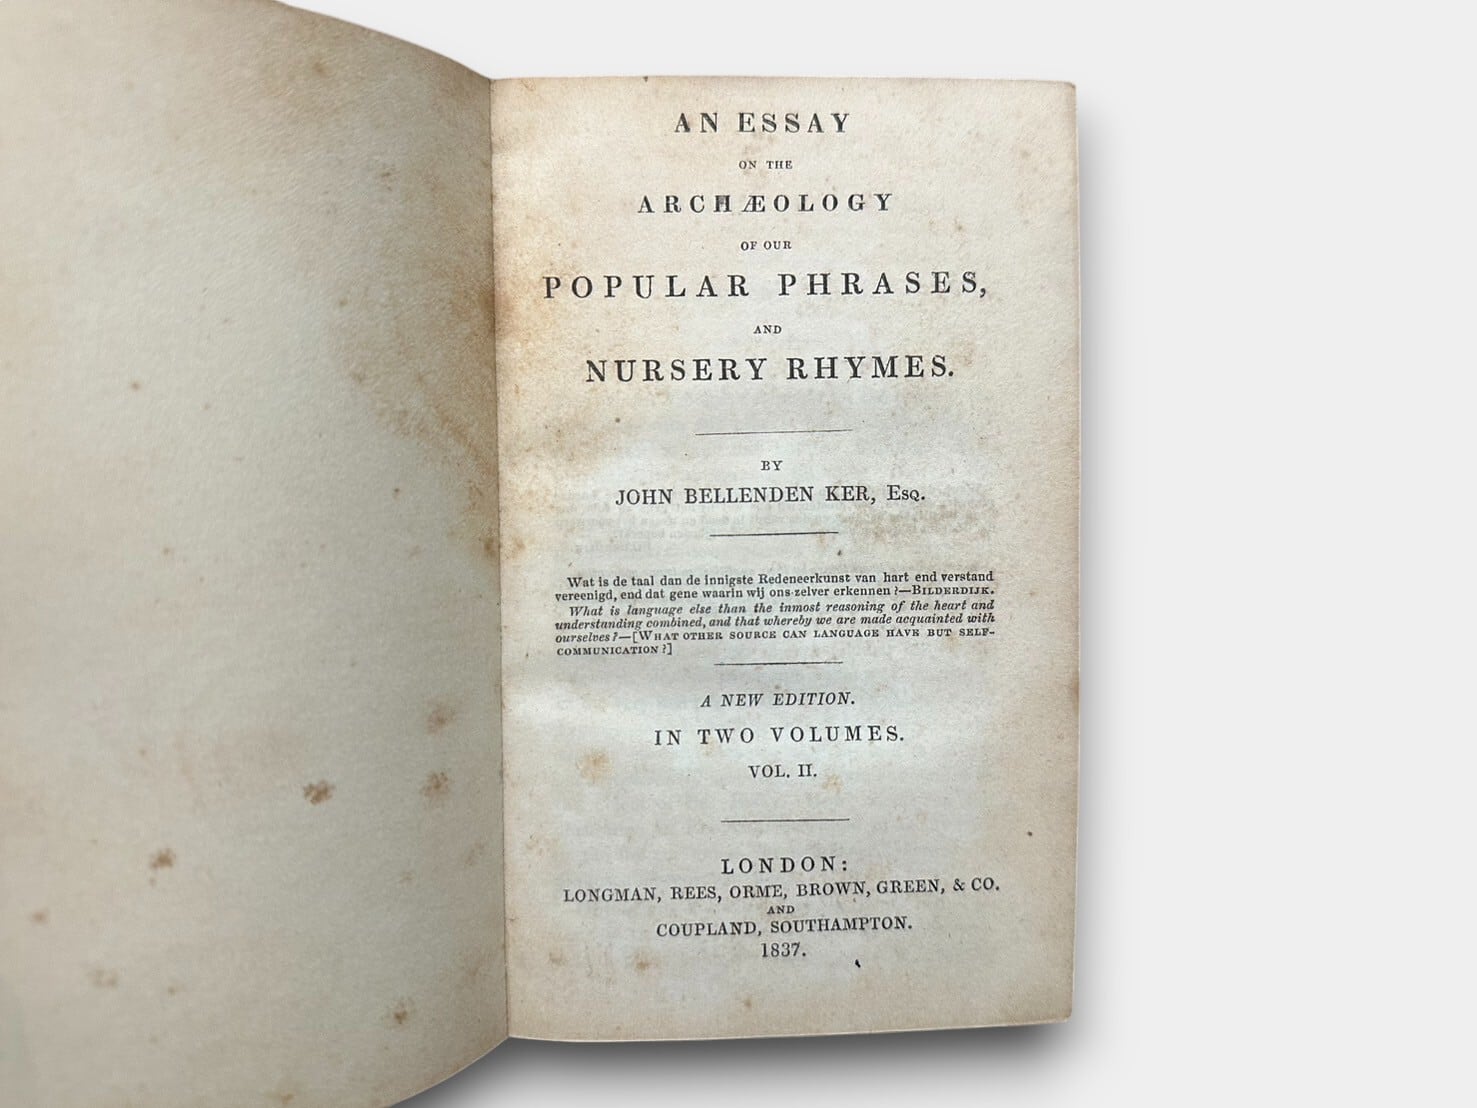 AN ESSAY
ON THE
ARCHÆOLOGY
OF OUR
POPULAR PHRASES,
AND
NURSERY RHYMES.
BY
JOHN BELLENDEN KER, Esq.
Wat is de taal dan de innigste Redeneerkunst van hart end verstand
vereenigd, end dat gene waarin wij ons-zelver erkennen?—BILDERDIJK.
What is language else than the inmost reasoning of the heart and
understanding combined, and that whereby we are made acquainted with
ourselves?—[WHAT OTHER SOURCE CAN LANGUAGE HAVE BUT SELF-
COMMUNICATION?]
A NEW EDITION.
IN TWO VOLUMES.
VOL. II.
LONDON:
LONGMAN, REES, ORME, BROWN, GREEN, & CO.
AND
COUPLAND, SOUTHAMPTON.
1837.